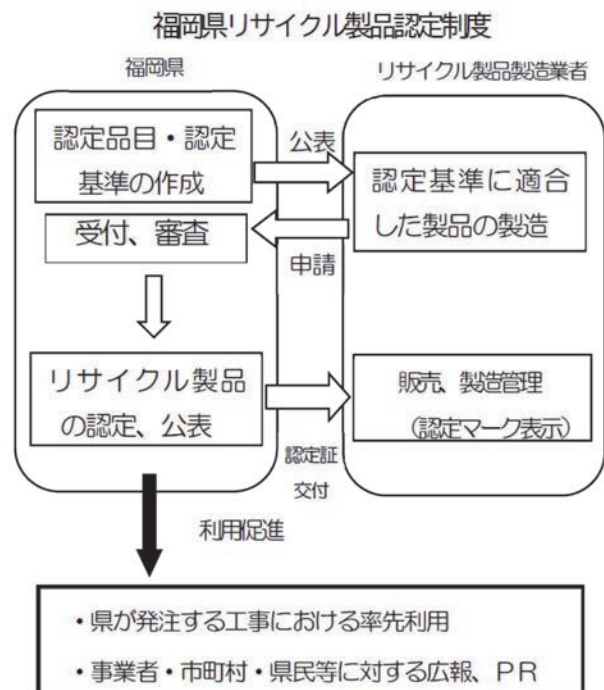 福岡県リサイクル製品認定制度
福岡県
リサイクル製品製造業者
認定品目・認定
基準の作成
公表
認定基準に適合
した製品の製造
受付、審査
申請
リサイクル製品
の認定、公表
販売、製造管理
(認定マーク表示)
認定証
交付
利用促進
・県が発注する工事における率先利用
・事業者・市町村・県民等に対する広報、ＰＲ